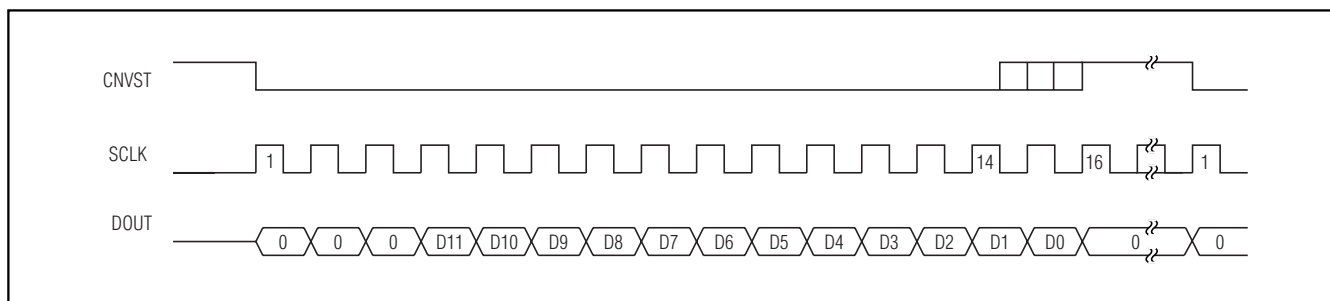 CNVST
SCLK 1 14 16 1
DOUT 0 0 0 D11 D10 D9 D8 D7 D6 D5 D4 D3 D2 D1 D0 0 0